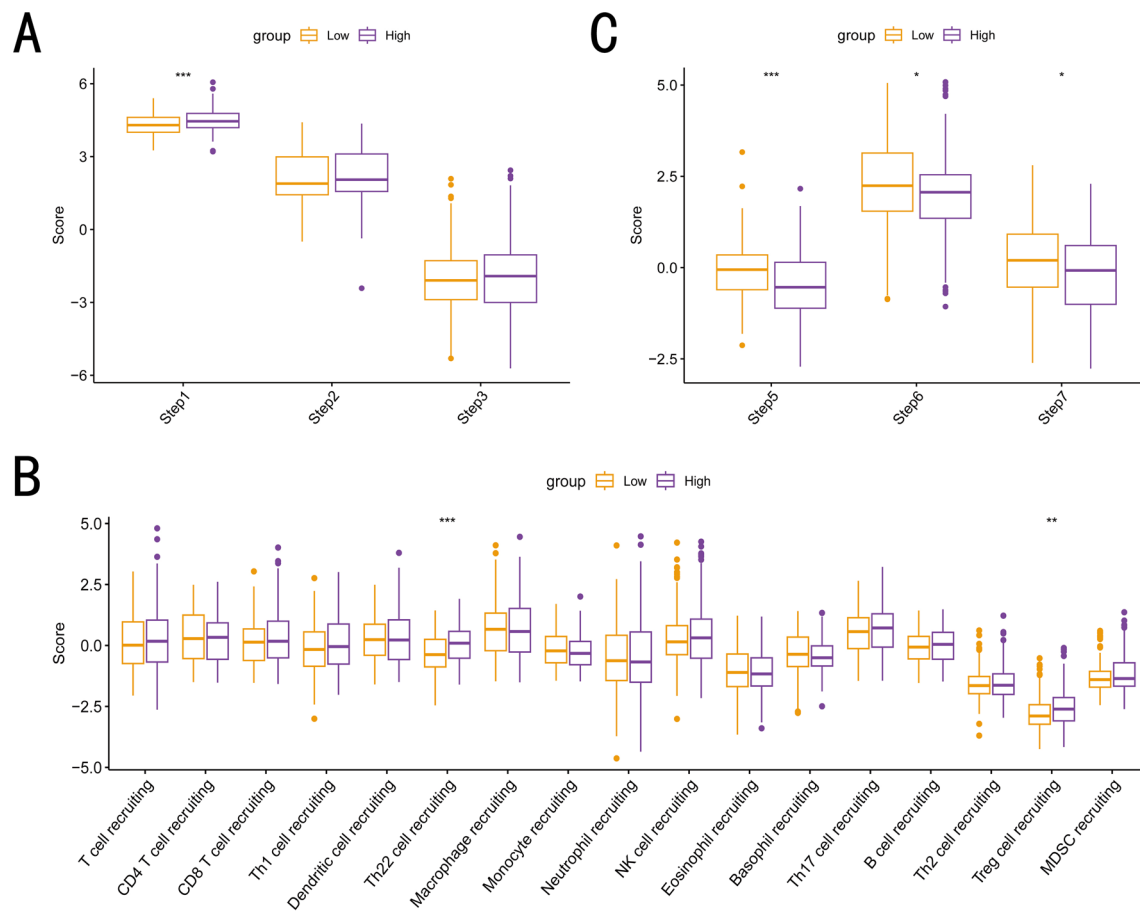 A
group Low High
***
6
3
0
−3
−6
Score
Step1
Step2
Step3
C
group Low High
*** * *
5.0
2.5
0.0
−2.5
Score
Step5
Step6
Step7
B
group Low High
*** **
5.0
2.5
0.0
−2.5
−5.0
Score
T cell recruiting
CD4 T cell recruiting
CD8 T cell recruiting
Th1 cell recruiting
Dendritic cell recruiting
Th22 cell recruiting
Macrophage recruiting
Monocyte recruiting
Neutrophil recruiting
NK cell recruiting
Eosinophil recruiting
Basophil recruiting
Th17 cell recruiting
B cell recruiting
Th2 cell recruiting
Treg cell recruiting
MDSC recruiting